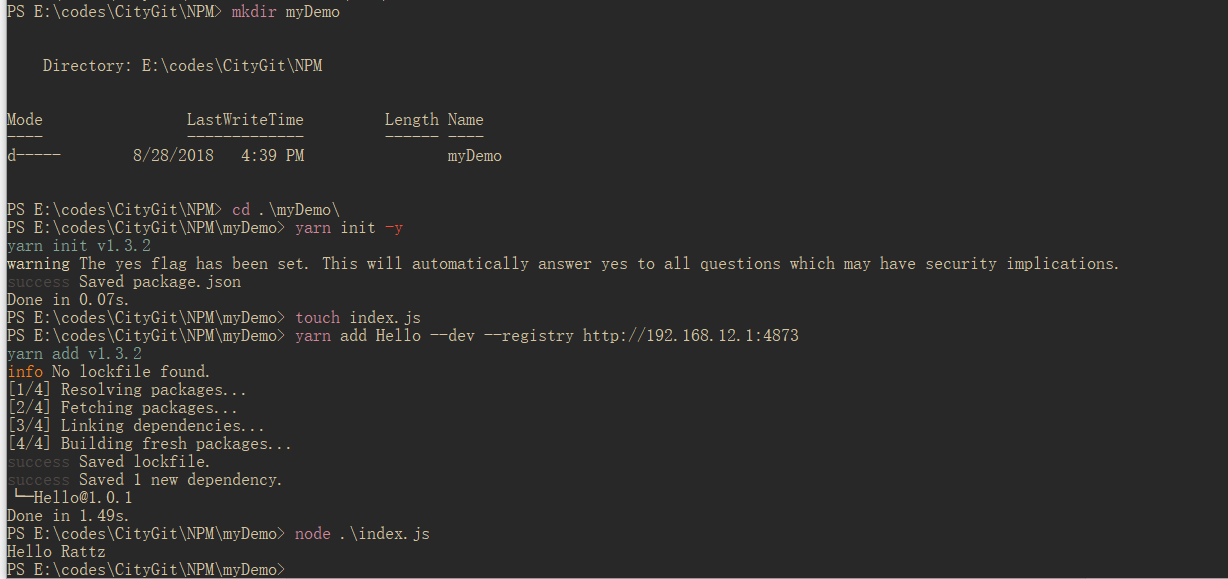 PS E:\codes\CityGit\NPM> mkdir myDemo
Directory: E:\codes\CityGit\NPM
Mode LastWriteTime Length Name
---- ------------- ------ ----
d----- 8/28/2018 4:39 PM myDemo
PS E:\codes\CityGit\NPM> cd .\myDemo\
PS E:\codes\CityGit\NPM\myDemo> yarn init -y
yarn init v1.3.2
warning The yes flag has been set. This will automatically answer yes to all questions which may have security implications.
success Saved package.json
Done in 0.07s.
PS E:\codes\CityGit\NPM\myDemo> touch index.js
PS E:\codes\CityGit\NPM\myDemo> yarn add Hello --dev --registry http://192.168.12.1:4873
yarn add v1.3.2
info No lockfile found.
[1/4] Resolving packages...
[2/4] Fetching packages...
[3/4] Linking dependencies...
[4/4] Building fresh packages...
success Saved lockfile.
success Saved 1 new dependency.
└─Hello@1.0.1
Done in 1.49s.
PS E:\codes\CityGit\NPM\myDemo> node .\index.js
Hello Rattz
PS E:\codes\CityGit\NPM\myDemo>